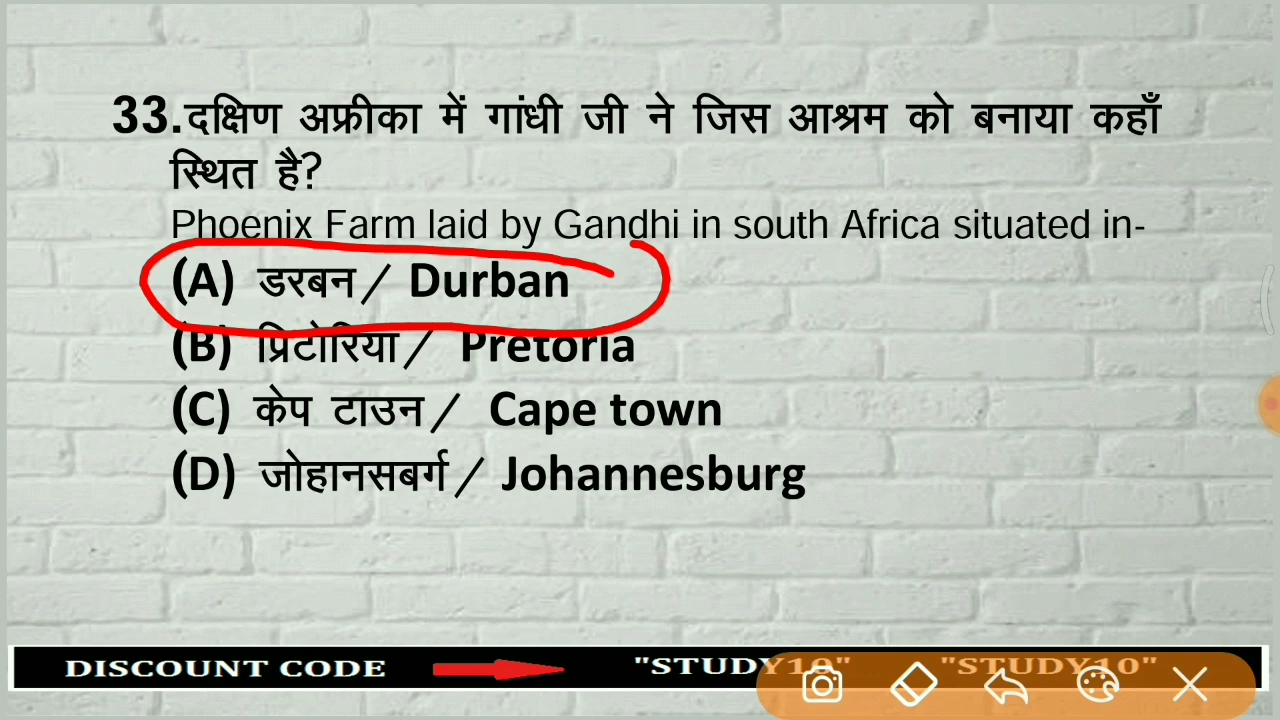 33.दक्षिण अफ्रीका में गांधी जी ने जिस आश्रम को बनाया कहाँ
स्थित है?
Phoenix Farm laid by Gandhi in south Africa situated in-
(A) डरबन/ Durban
(B) प्रिटोरिया/ Pretoria
(C) केप टाउन/ Cape town
(D) जोहानसबर्ग/ Johannesburg
DISCOUNT CODE "STUDY10" "STUDY10"